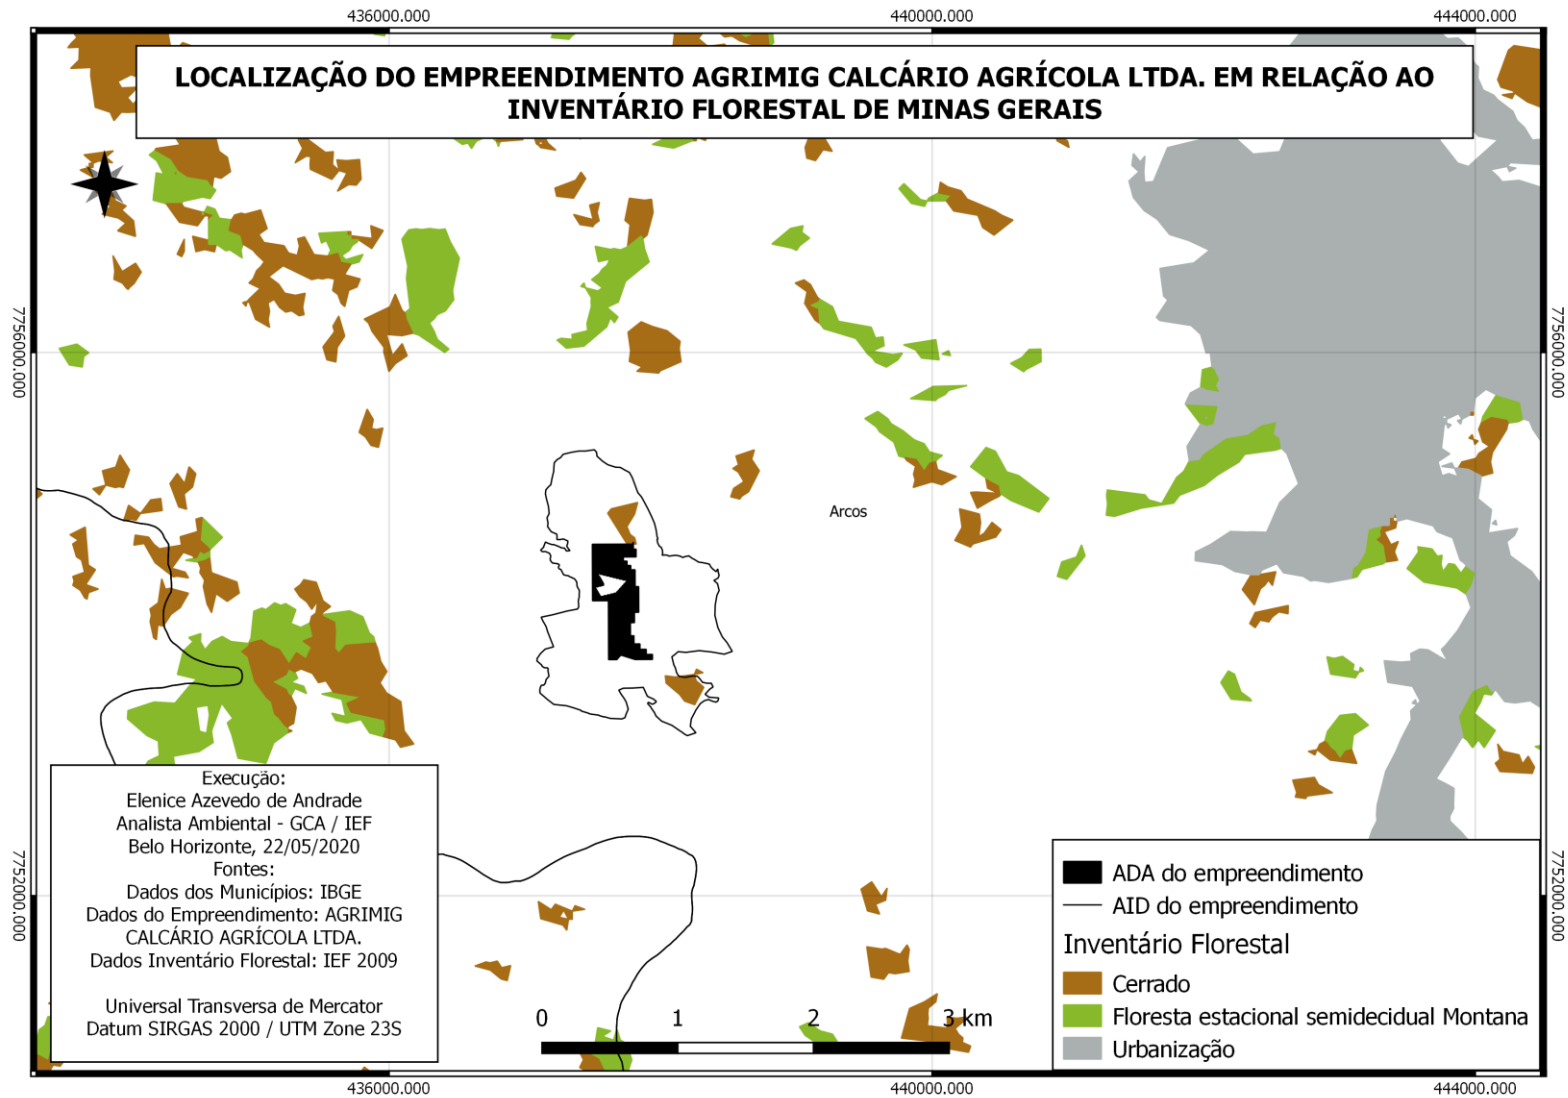 436000.000
440000.000
444000.000
LOCALIZAÇÃO DO EMPREENDIMENTO AGRIMIG CALCÁRIO AGRÍCOLA LTDA. EM RELAÇÃO AO
INVENTÁRIO FLORESTAL DE MINAS GERAIS
7756000.000
7756000.000
Arcos
Execução:
Elenice Azevedo de Andrade
Analista Ambiental - GCA / IEF
Belo Horizonte, 22/05/2020
Fontes:
Dados dos Municípios: IBGE
Dados do Empreendimento: AGRIMIG
CALCÁRIO AGRÍCOLA LTDA.
Dados Inventário Florestal: IEF 2009
Universal Transversa de Mercator
Datum SIRGAS 2000 / UTM Zone 23S
7752000.000
7752000.000
0 1 2 3 km
ADA do empreendimento
AID do empreendimento
Inventário Florestal
Cerrado
Floresta estacional semidecidual Montana
Urbanização
436000.000
440000.000
444000.000